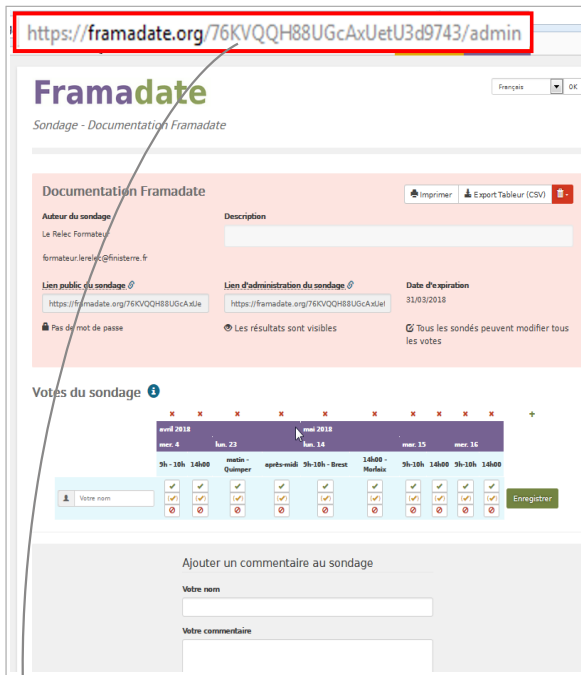 https://framadate.org/76KVQQH88UGcAxUetU3d9743/admin
Framadate
Français OK
Sondage - Documentation Framadate
Documentation Framadate
Imprimer Export Tableur (CSV)
Auteur du sondage Description
Le Relec Formateur
formateur.lerelec@finisterre.fr
Lien public du sondage Lien d'administration du sondage Date d'expiration
https://framadate.org/76KVQQH88UGcAxUe https://framadate.org/76KVQQH88UGcAxUet 31/03/2018
Pas de mot de passe Les résultats sont visibles Tous les sondés peuvent modifier tous
les votes
Votes du sondage
avril 2018 mai 2018
mer. 4 lun. 23 lun. 14 mar. 15 mer. 16
9h - 10h 14h00 matin - Quimper après-midi 9h-10h - Brest 14h00 - Morlaix 9h-10h 14h00 9h-10h 14h00
Votre nom Enregistrer
Ajouter un commentaire au sondage
Votre nom
Votre commentaire